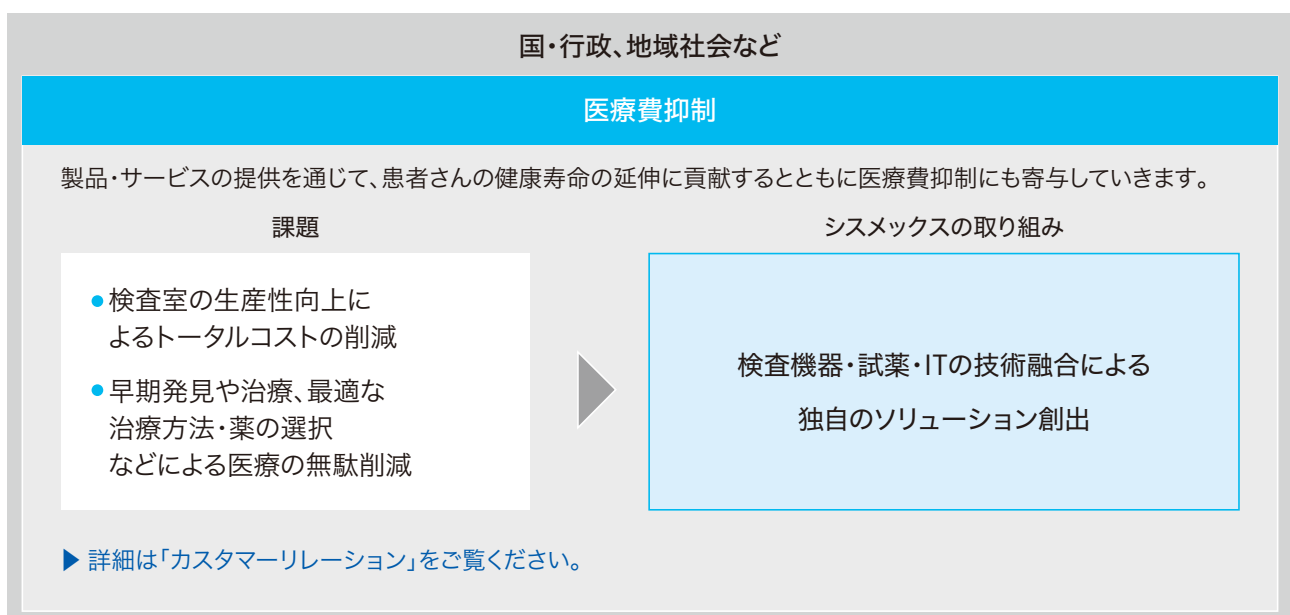 国・行政、地域社会など
医療費抑制
製品・サービスの提供を通じて、患者さんの健康寿命の延伸に貢献するとともに医療費抑制にも寄与していきます。
課題
●検査室の生産性向上に
よるトータルコストの削減
●早期発見や治療、最適な
治療方法・薬の選択
などによる医療の無駄削減
シスメックスの取り組み
検査機器・試薬・ITの技術融合による
独自のソリューション創出
▶ 詳細は「カスタマーリレーション」をご覧ください。